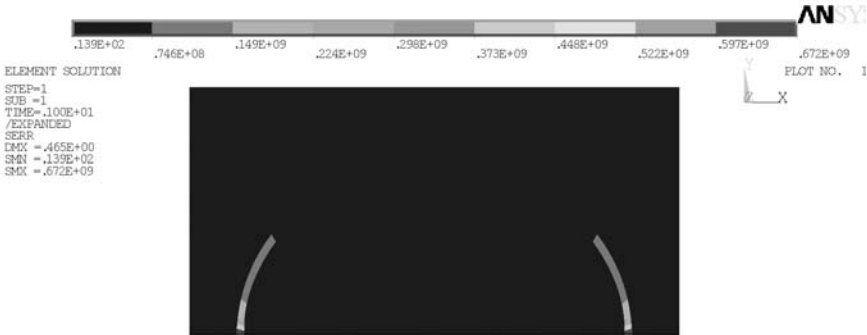 ANSYS
.139E+02 .149E+09 .298E+09 .448E+09 .597E+09
.746E+08 .224E+09 .373E+09 .522E+09 .672E+09
ELEMENT SOLUTION
PLOT NO. 1
STEP=1
SUB =1
TIME=.100E+01
/EXPANDED
SERR
DMX =.465E+00
SMN =.139E+02
SMX =.672E+09
Y
X